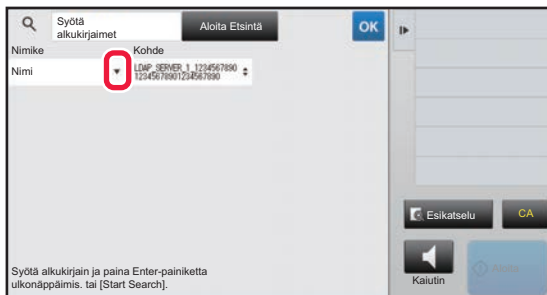 Syötä
alkukirjaimet
Aloita Etsintä
OK
Nimike
Kohde
Nimi
LDAP_SERVER_1_1234567890
12345678901234567890
Esikatselu
CA
Syötä alkukirjain ja paina Enter-painiketta
ulkonäppäimis. tai [Start Search].
Kaiutin
Aloita